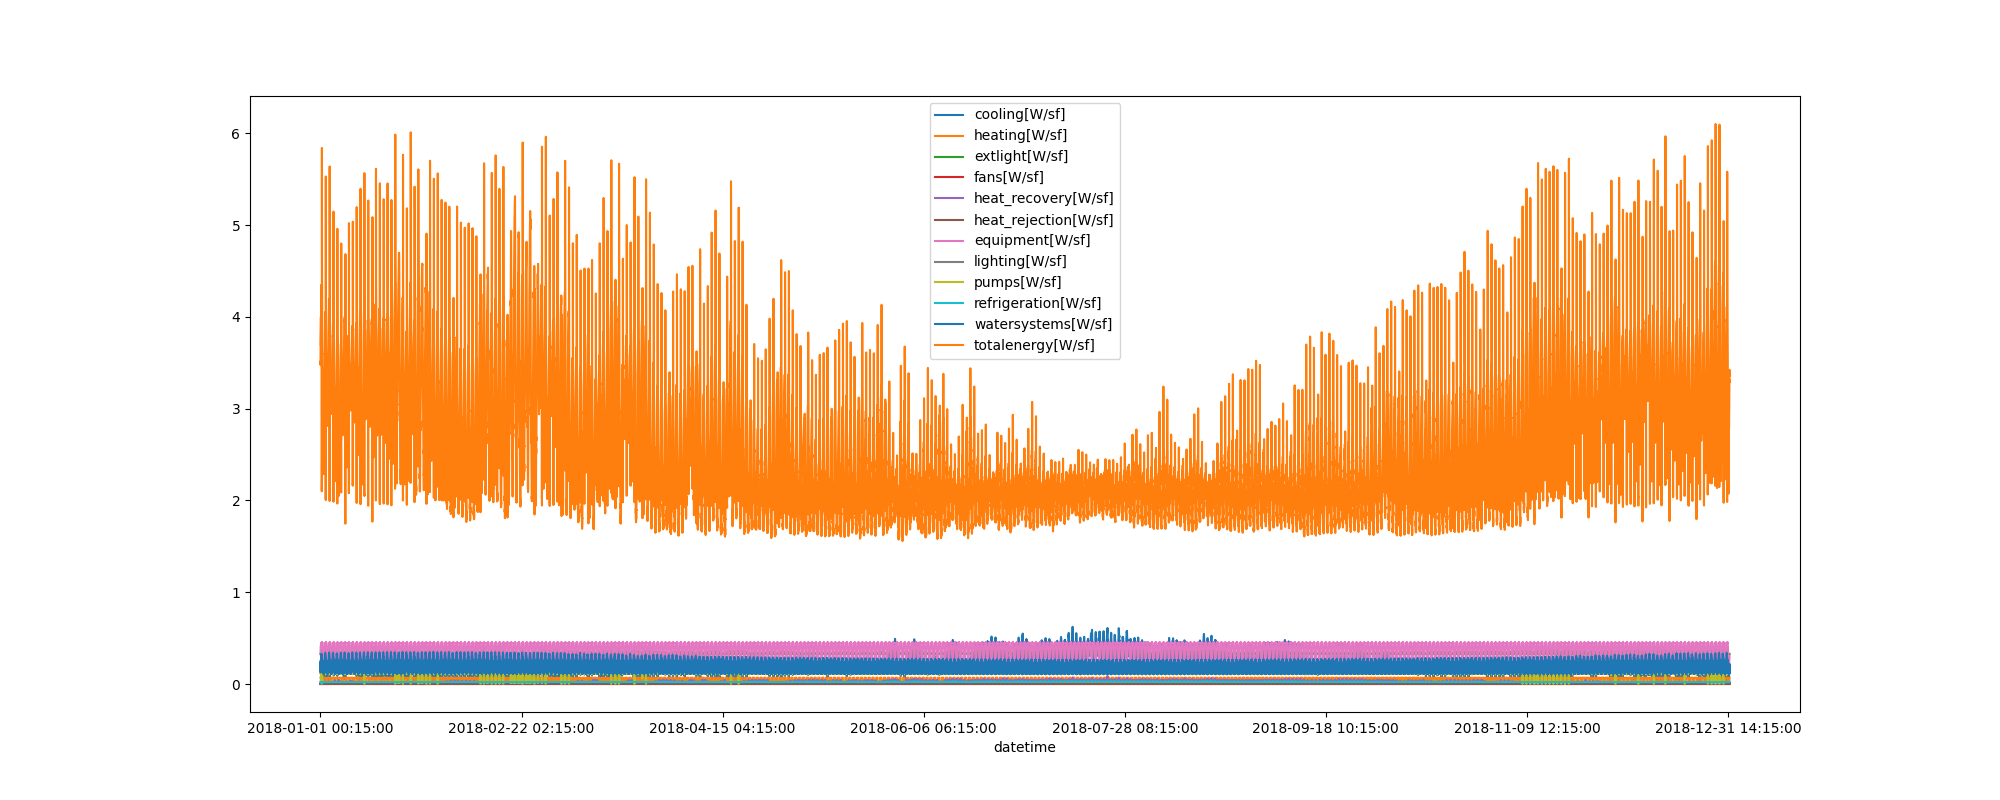 6
5
4
3
2
1
0
cooling[W/sf]
heating[W/sf]
extlight[W/sf]
fans[W/sf]
heat_recovery[W/sf]
heat_rejection[W/sf]
equipment[W/sf]
lighting[W/sf]
pumps[W/sf]
refrigeration[W/sf]
watersystems[W/sf]
totalenergy[W/sf]
2018-01-01 00:15:00 2018-02-22 02:15:00 2018-04-15 04:15:00 2018-06-06 06:15:00 2018-07-28 08:15:00 2018-09-18 10:15:00 2018-11-09 12:15:00 2018-12-31 14:15:00
datetime